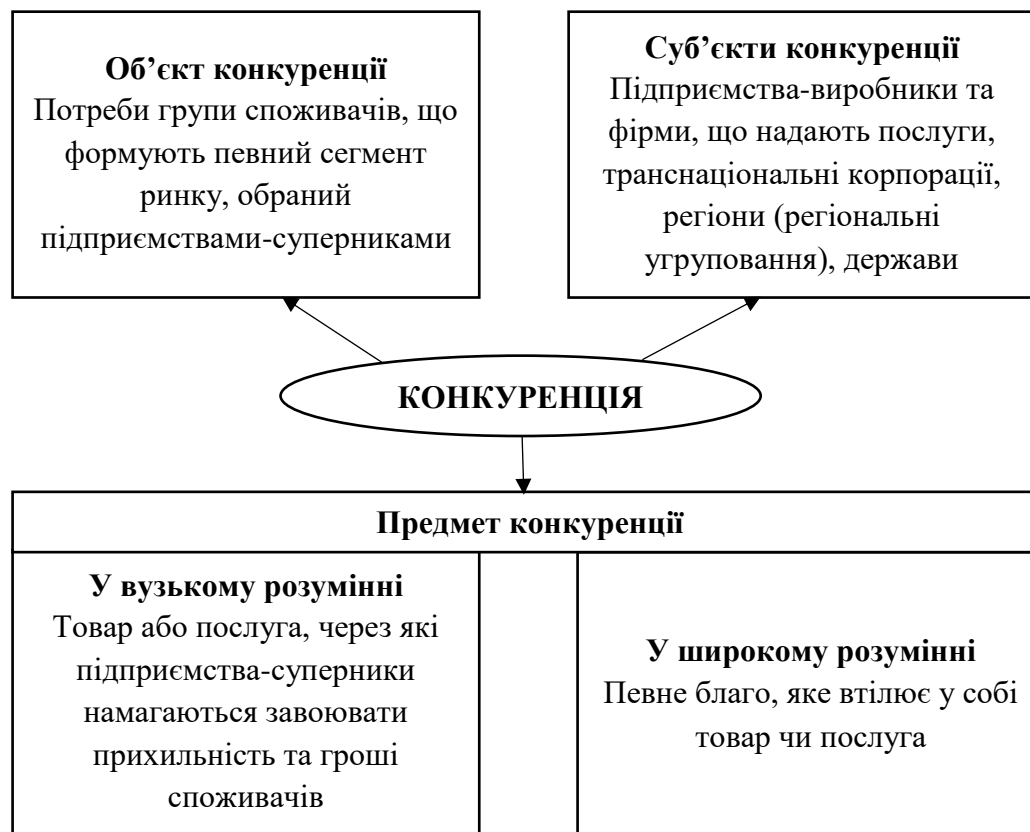 Об’єкт конкуренції
Потреби групи споживачів, що
формують певний сегмент
ринку, обраний
підприємствами-суперниками
Суб’єкти конкуренції
Підприємства-виробники та
фірми, що надають послуги,
транснаціональні корпорації,
регіони (регіональні
угруповання), держави
КОНКУРЕНЦІЯ
Предмет конкуренції
У вузькому розумінні
Товар або послуга, через які
підприємства-суперники
намагаються завоювати
прихильність та гроші
споживачів
У широкому розумінні
Певне благо, яке втілює у собі
товар чи послуга